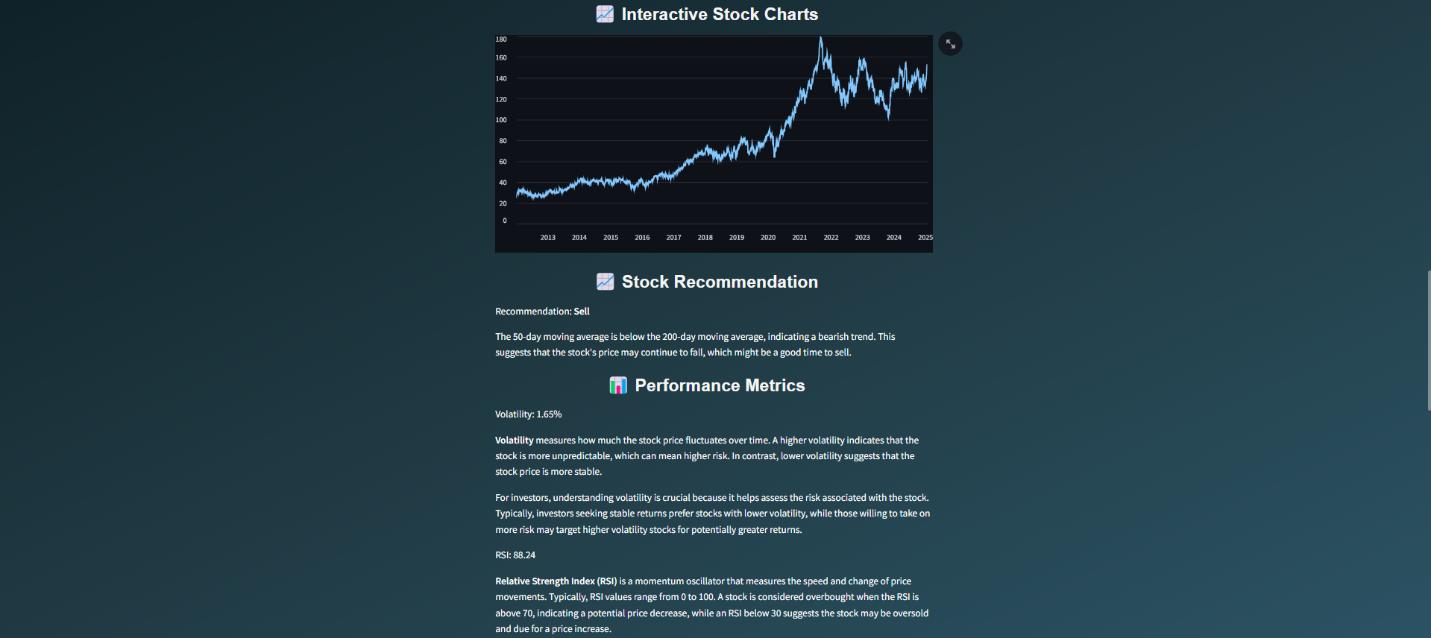 Interactive Stock Charts
180
160
140
120
100
80
60
40
20
0
2013 2014 2015 2016 2017 2018 2019 2020 2021 2022 2023 2024 2025
Stock Recommendation
Recommendation: Sell
The 50-day moving average is below the 200-day moving average, indicating a bearish trend. This
suggests that the stock's price may continue to fall, which might be a good time to sell.
Performance Metrics
Volatility: 1.65%
Volatility measures how much the stock price fluctuates over time. A higher volatility indicates that the
stock is more unpredictable, which can mean higher risk. In contrast, lower volatility suggests that the
stock price is more stable.
For investors, understanding volatility is crucial because it helps assess the risk associated with the stock.
Typically, investors seeking stable returns prefer stocks with lower volatility, while those willing to take on
more risk may target higher volatility stocks for potentially greater returns.
RSI: 88.24
Relative Strength Index (RSI) is a momentum oscillator that measures the speed and change of price
movements. Typically, RSI values range from 0 to 100. A stock is considered overbought when the RSI is
above 70, indicating a potential price decrease, while an RSI below 30 suggests the stock may be oversold
and due for a price increase.